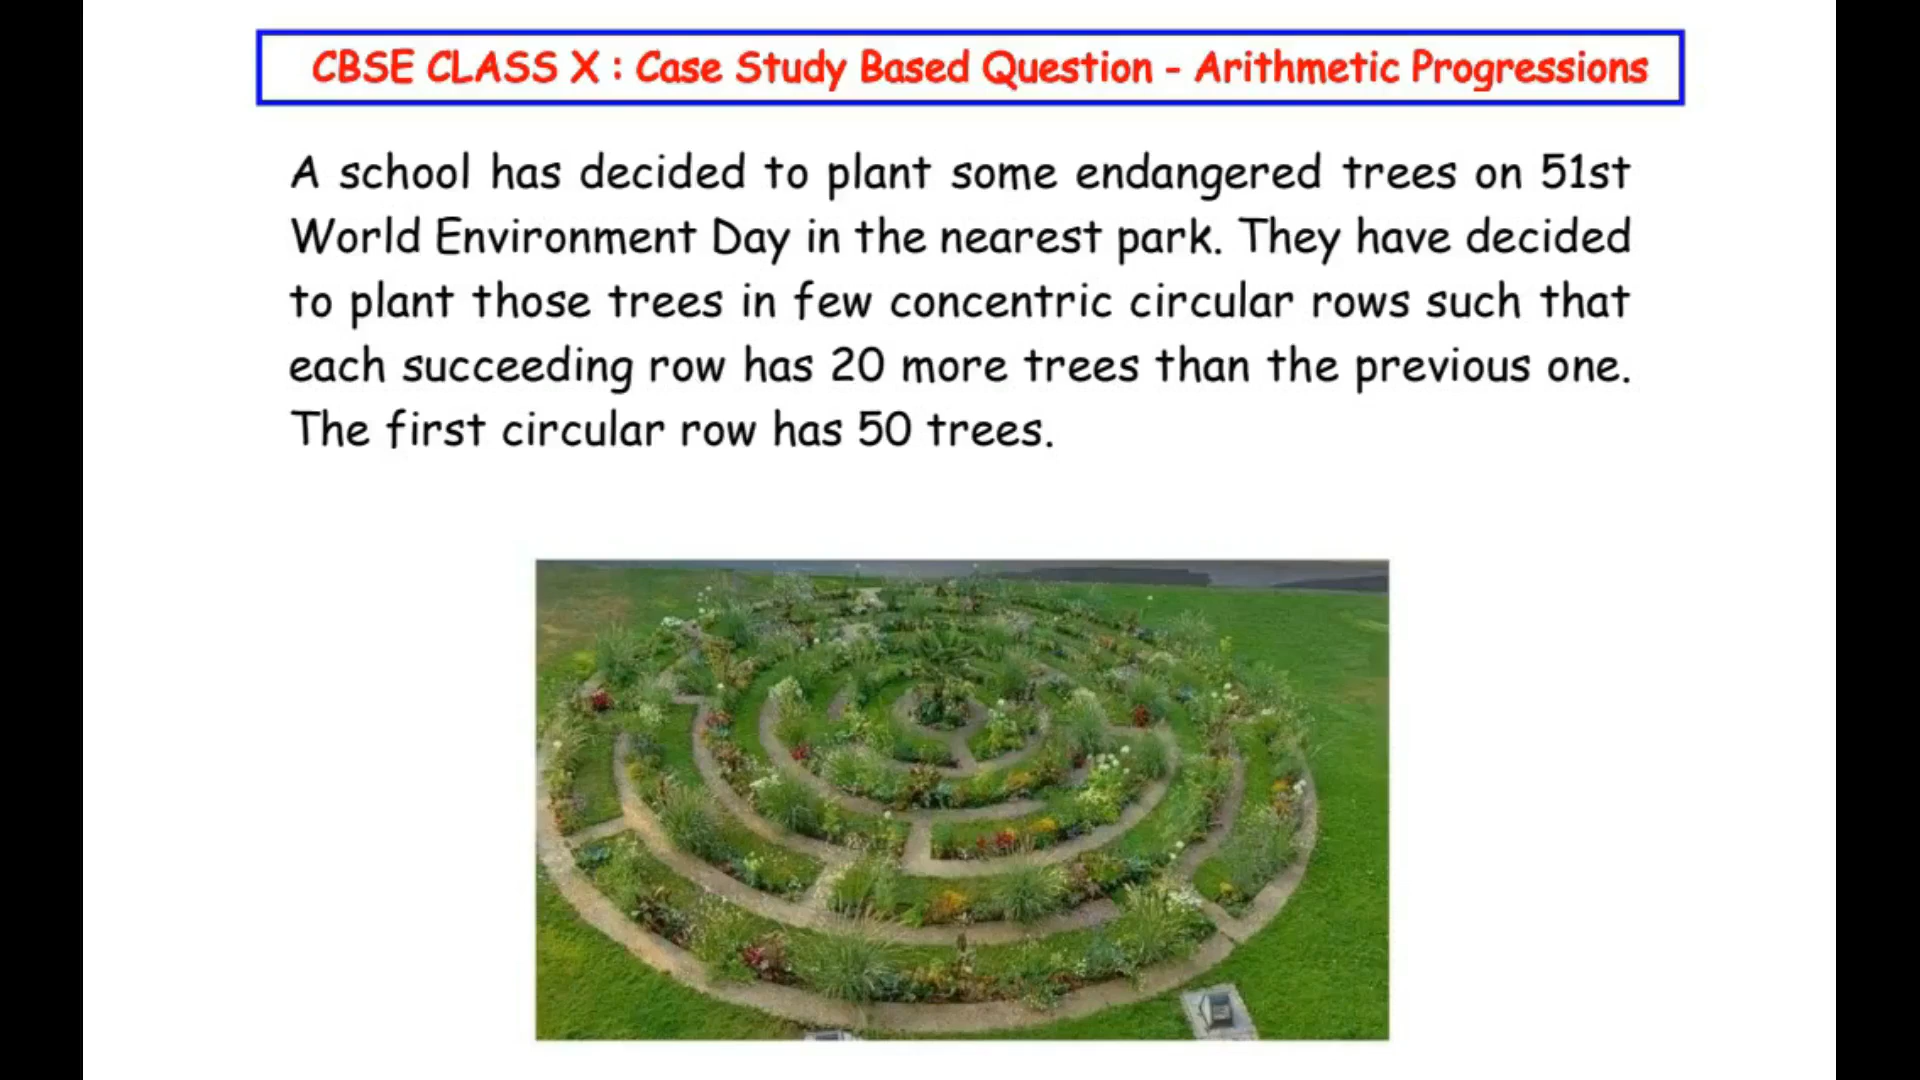 CBSE CLASS X : Case Study Based Question - Arithmetic Progressions
A school has decided to plant some endangered trees on 51st
World Environment Day in the nearest park. They have decided
to plant those trees in few concentric circular rows such that
each succeeding row has 20 more trees than the previous one.
The first circular row has 50 trees.